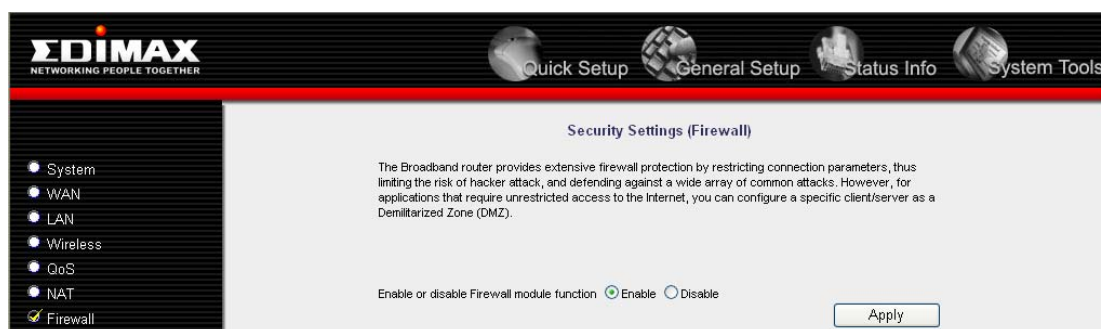 EDIMAX
NETWORKING PEOPLE TOGETHER
Quick Setup
General Setup
Status Info
System Tools
Security Settings (Firewall)
System
WAN
LAN
Wireless
QoS
NAT
Firewall
The Broadband router provides extensive firewall protection by restricting connection parameters, thus
limiting the risk of hacker attack, and defending against a wide array of common attacks. However, for
applications that require unrestricted access to the Internet, you can configure a specific client/server as a
Demilitarized Zone (DMZ).
Enable or disable Firewall module function Enable Disable
Apply